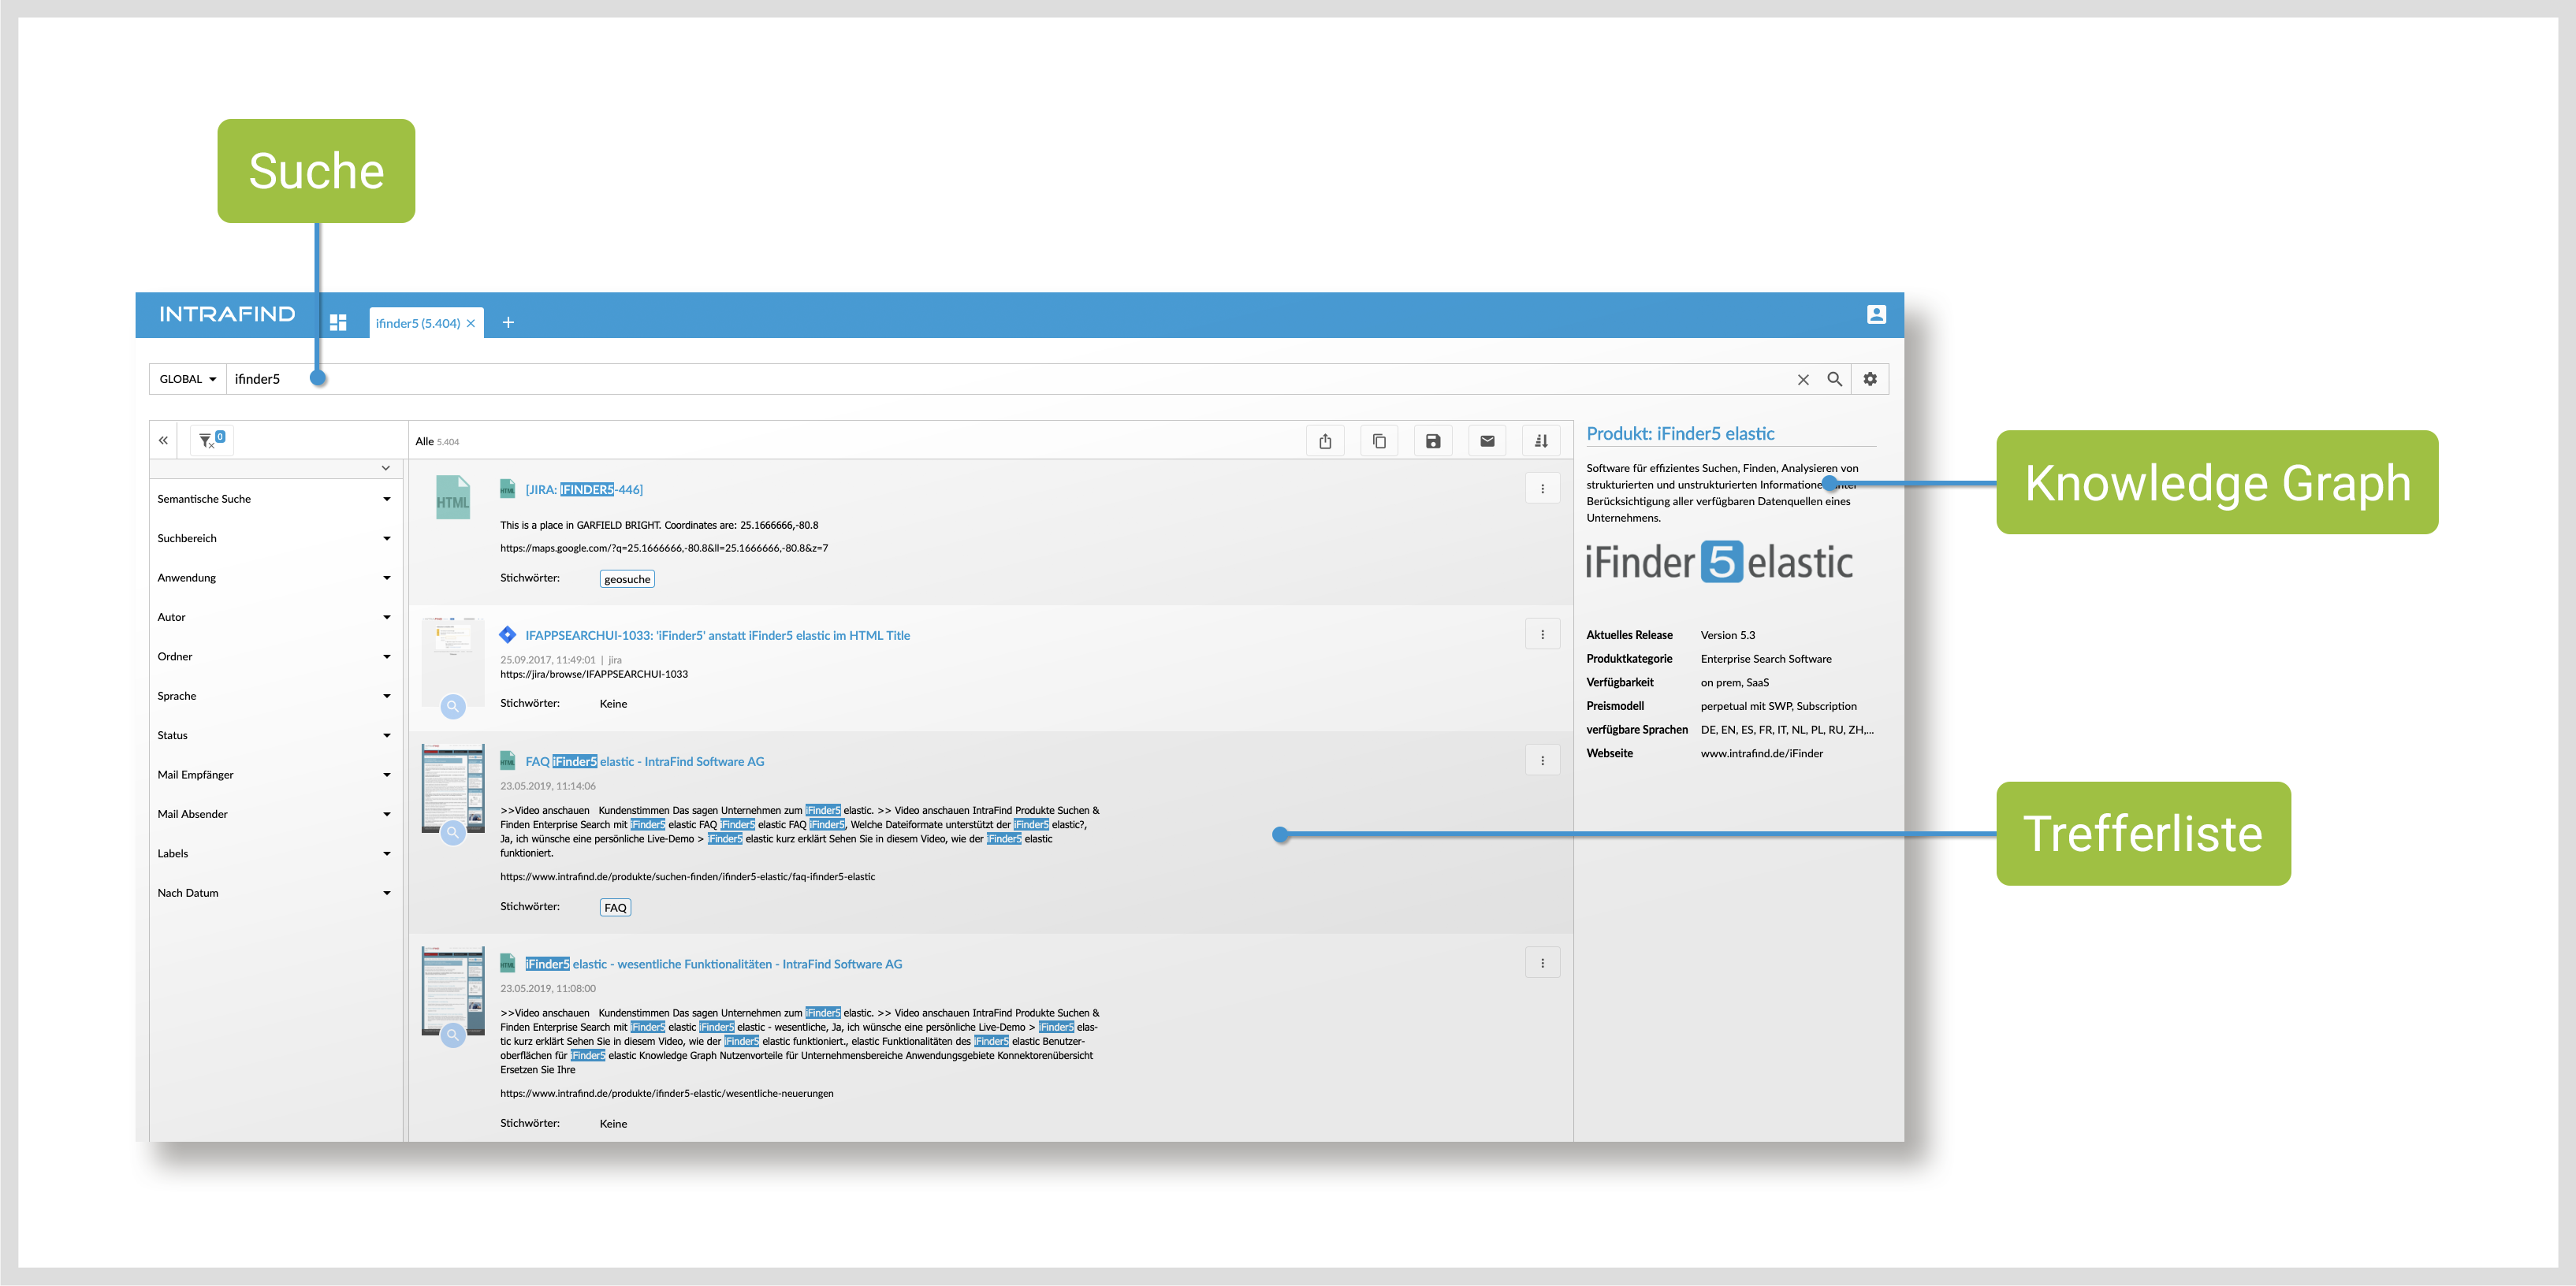 Suche
INTRAFIND
ifinder5 (5.404)
GLOBAL
ifinder5
0
Semantische Suche
Suchbereich
Anwendung
Autor
Ordner
Sprache
Status
Mail Empfänger
Mail Absender
Labels
Nach Datum
Alle 5.404
HTML
[JIRA: IFINDER5-446]
This is a place in GARFIELD BRIGHT. Coordinates are: 25.1666666,-80.8
https://maps.google.com/?q=25.1666666,-80.8&ll=25.1666666,-80.8&z=7
Stichwörter: geosuche
IFAPPSEARCHUI-1033: 'iFinder5' anstatt iFinder5 elastic im HTML Title
25.09.2017, 11:49:01 | jira
https://jira/browse/IFAPPSEARCHUI-1033
Stichwörter: Keine
FAQ iFinder5 elastic - IntraFind Software AG
23.05.2019, 11:14:06
>>Video anschauen Kundenstimmen Das sagen Unternehmen zum iFinder5 elastic. >> Video anschauen IntraFind Produkte Suchen &
Finden Enterprise Search mit iFinder5 elastic FAQ iFinder5 elastic FAQ iFinder5, Welche Dateiformate unterstützt der iFinder5 elastic?,
Ja, ich wünsche eine persönliche Live-Demo > iFinder5 elastic kurz erklärt Sehen Sie in diesem Video, wie der iFinder5 elastic
funktioniert.
https://www.intrafind.de/produkte/suchen-finden/ifinder5-elastic/faq-ifinder5-elastic
Stichwörter: FAQ
iFinder5 elastic - wesentliche Funktionalitäten - IntraFind Software AG
23.05.2019, 11:08:00
>>Video anschauen Kundenstimmen Das sagen Unternehmen zum iFinder5 elastic. >> Video anschauen IntraFind Produkte Suchen &
Finden Enterprise Search mit iFinder5 elastic iFinder5 elastic - wesentliche, Ja, ich wünsche eine persönliche Live-Demo > iFinder5 elas-
tic kurz erklärt Sehen Sie in diesem Video, wie der iFinder5 elastic funktioniert., elastic Funktionalitäten des iFinder5 elastic Benutzer-
oberflächen für iFinder5 elastic Knowledge Graph Nutzenvorteile für Unternehmensbereiche Anwendungsgebiete Konnektorenübersicht
Ersetzen Sie Ihre
https://www.intrafind.de/produkte/ifinder5-elastic/wesentliche-neuerungen
Stichwörter: Keine
Produkt: iFinder5 elastic
Software für effizientes Suchen, Finden, Analysieren von
strukturierten und unstrukturierten Informationen unter
Berücksichtigung aller verfügbaren Datenquellen eines
Unternehmens.
iFinder 5 elastic
Aktuelles Release Version 5.3
Produktkategorie Enterprise Search Software
Verfügbarkeit on prem, SaaS
Preismodell perpetual mit SWP, Subscription
verfügbare Sprachen DE, EN, ES, FR, IT, NL, PL, RU, ZH,...
Webseite www.intrafind.de/iFinder
Knowledge Graph
Trefferliste